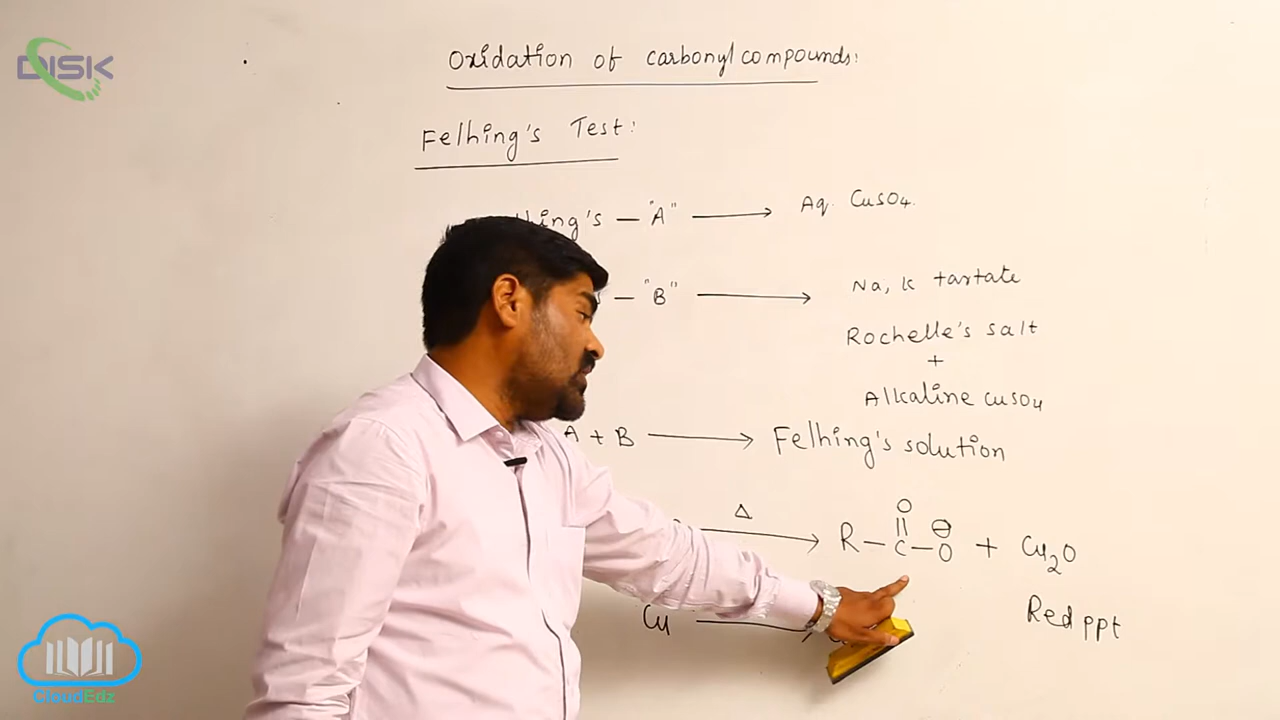 DISK
Oxidation of carbonyl compounds:
Felhing's Test:
hing's — "A" → Aq. CuSO4.
— "B" → Na, K tartate
Rochelle's salt
+
Alkaline CuSO4
A + B → Felhing's solution
Δ → R – C – O ⊖ + Cu2O
O
Cu →
Red ppt
CloudEdz